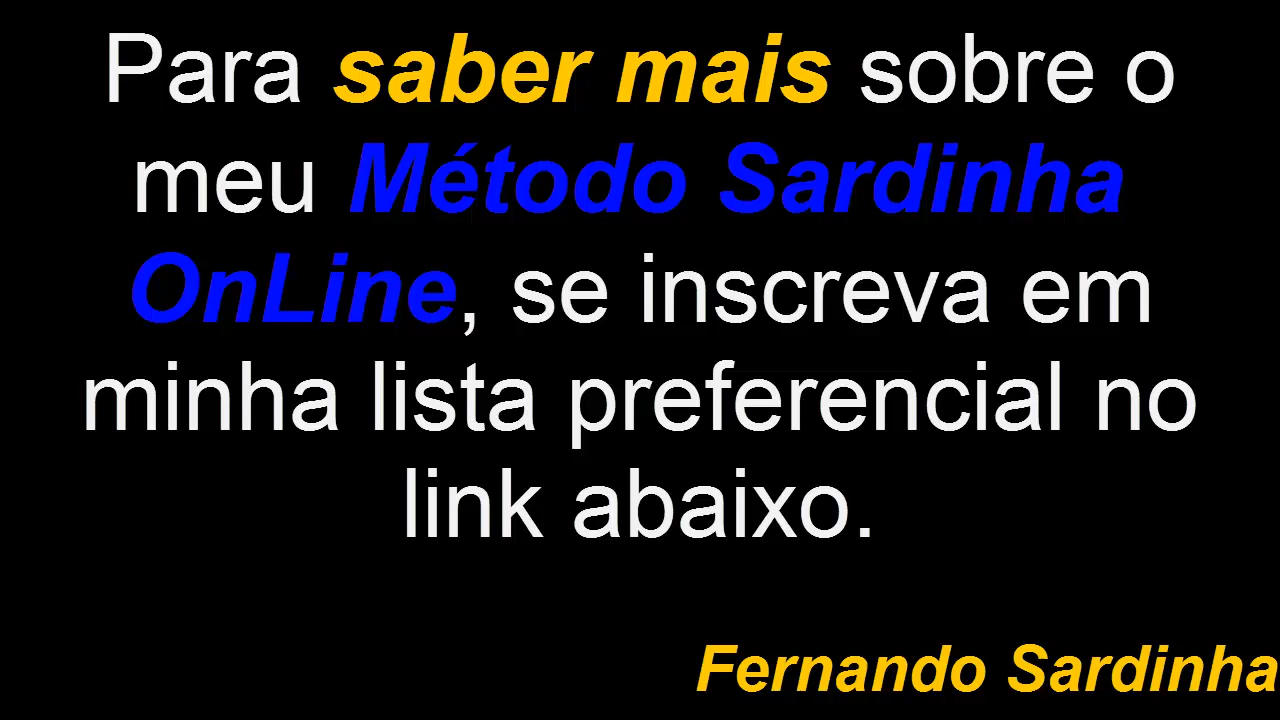 Para saber mais sobre o
meu Método Sardinha
OnLine, se inscreva em
minha lista preferencial no
link abaixo.
Fernando Sardinha